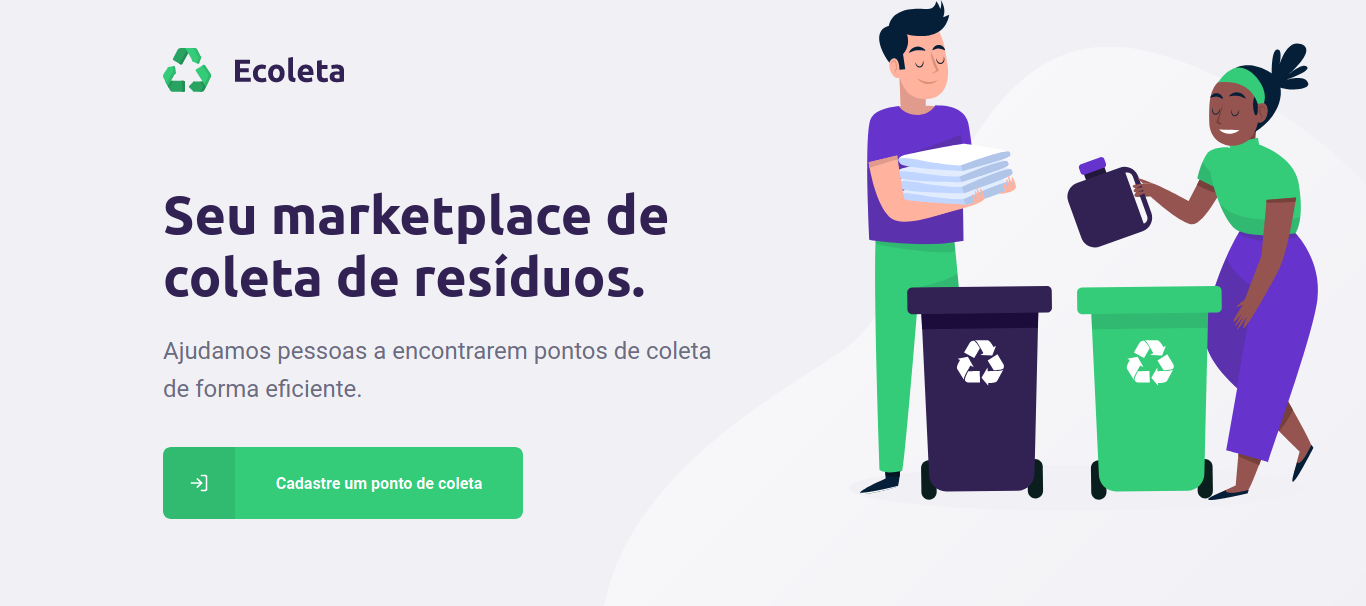 Ecoleta
Seu marketplace de
coleta de resíduos.
Ajudamos pessoas a encontrarem pontos de coleta
de forma eficiente.
Cadastre um ponto de coleta